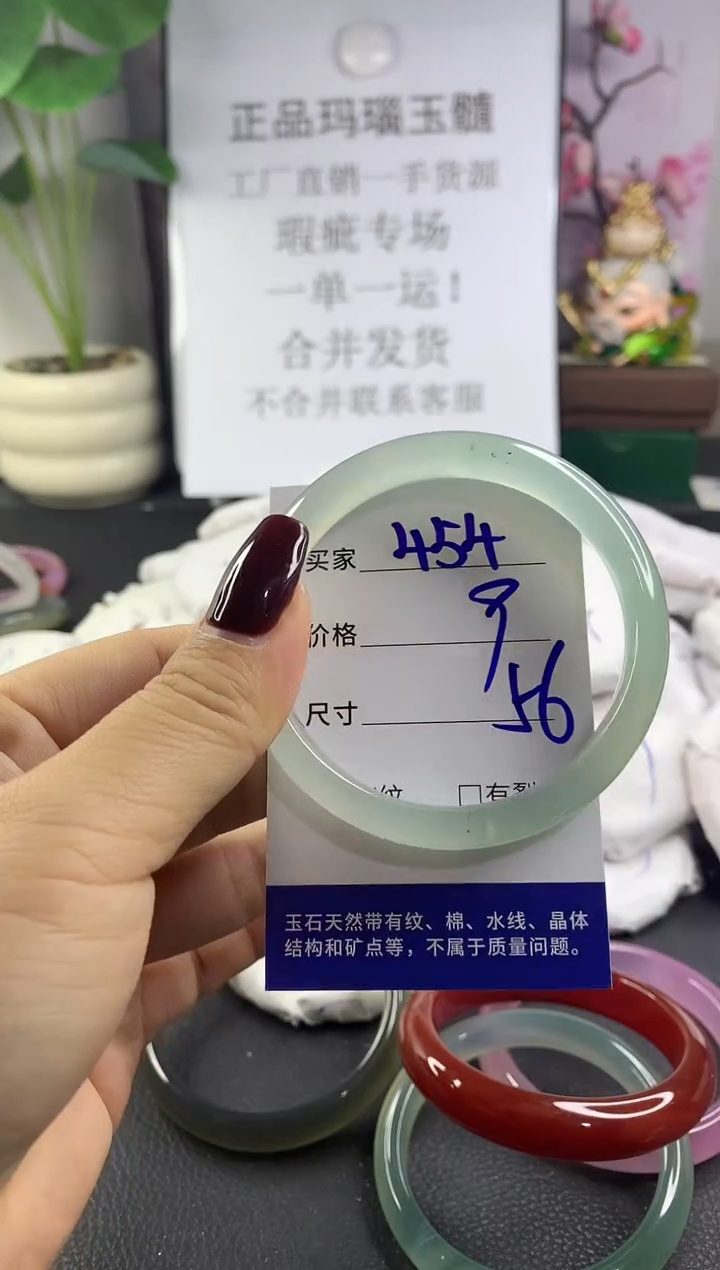 正品玛瑙玉髓
工厂直销一手货源
瑕疵专场
一单一运！
合并发货
不合并联系客服
买家 454
价格 9
尺寸 56
纹 □有裂
玉石天然带有纹、棉、水线、晶体
结构和矿点等，不属于质量问题。